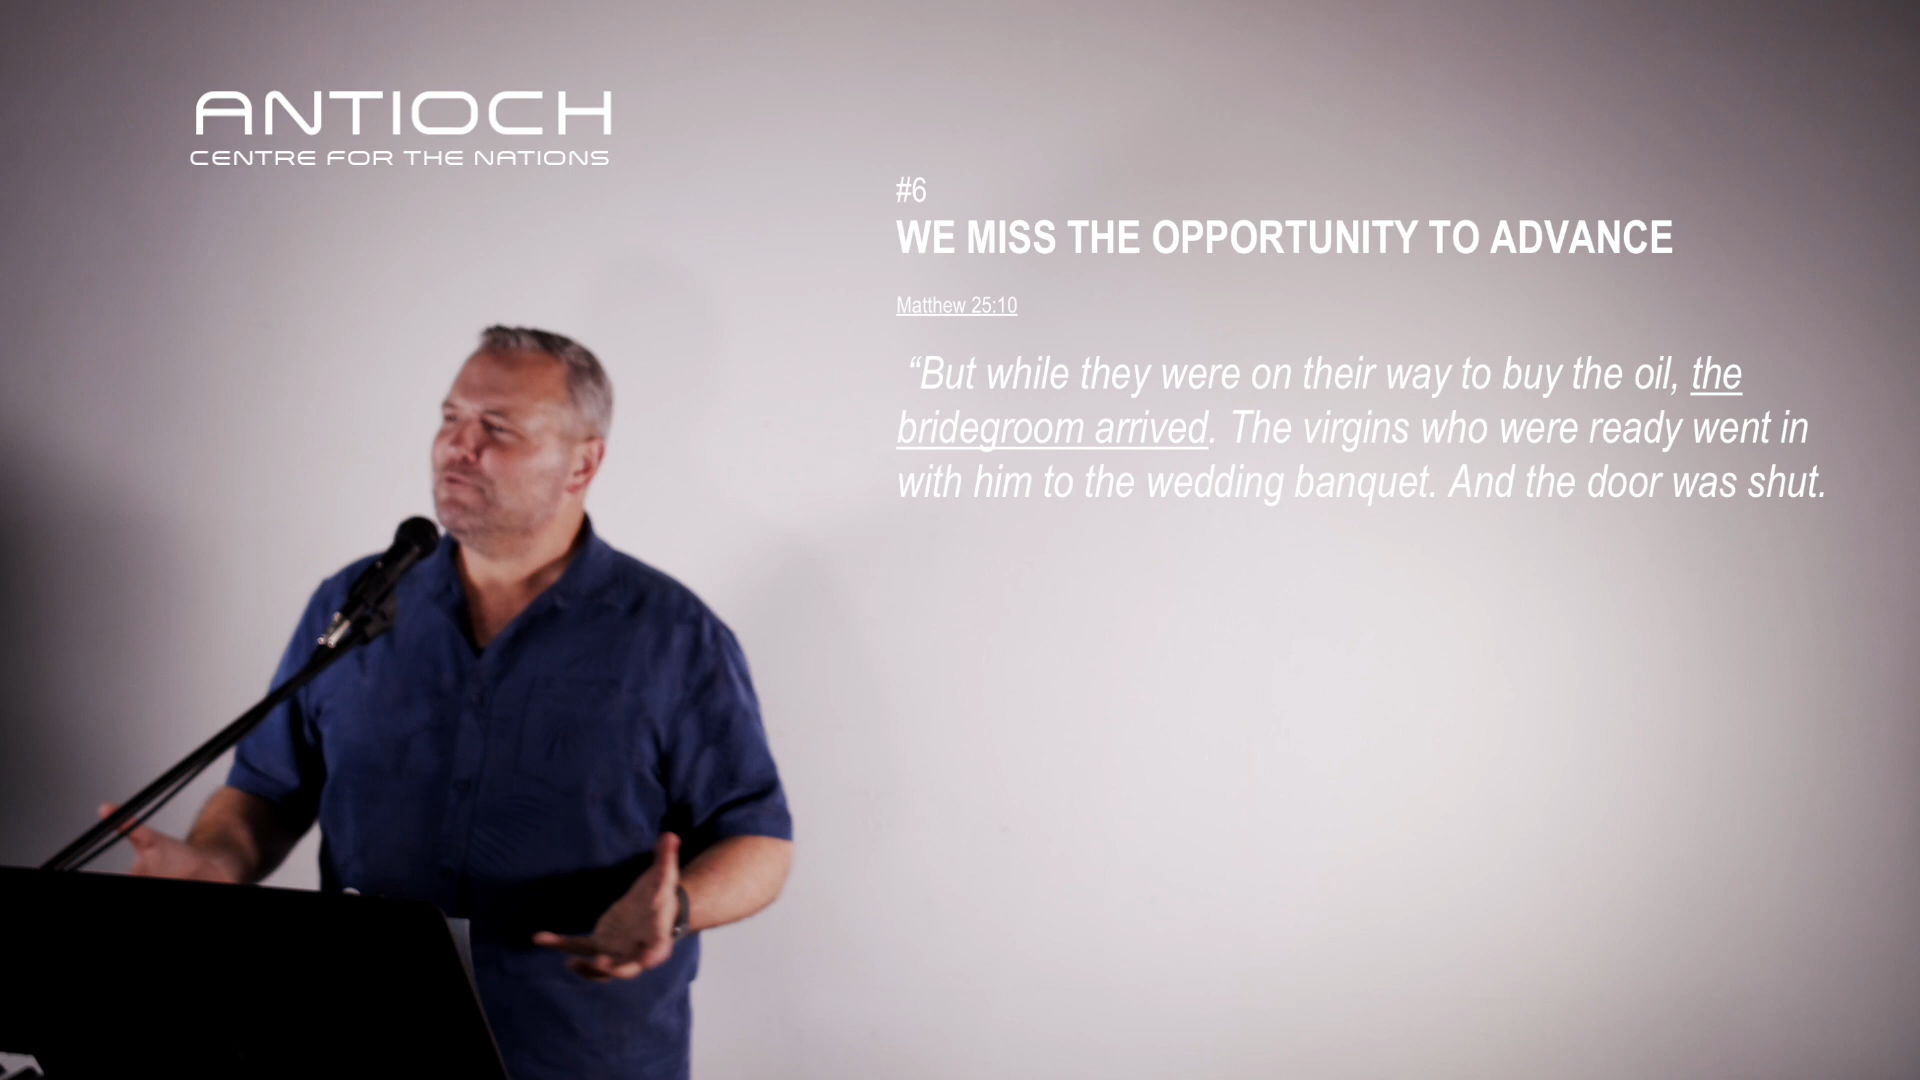 ANTIOCH
CENTRE FOR THE NATIONS
#6
WE MISS THE OPPORTUNITY TO ADVANCE
Matthew 25:10
“But while they were on their way to buy the oil, the
bridegroom arrived. The virgins who were ready went in
with him to the wedding banquet. And the door was shut.